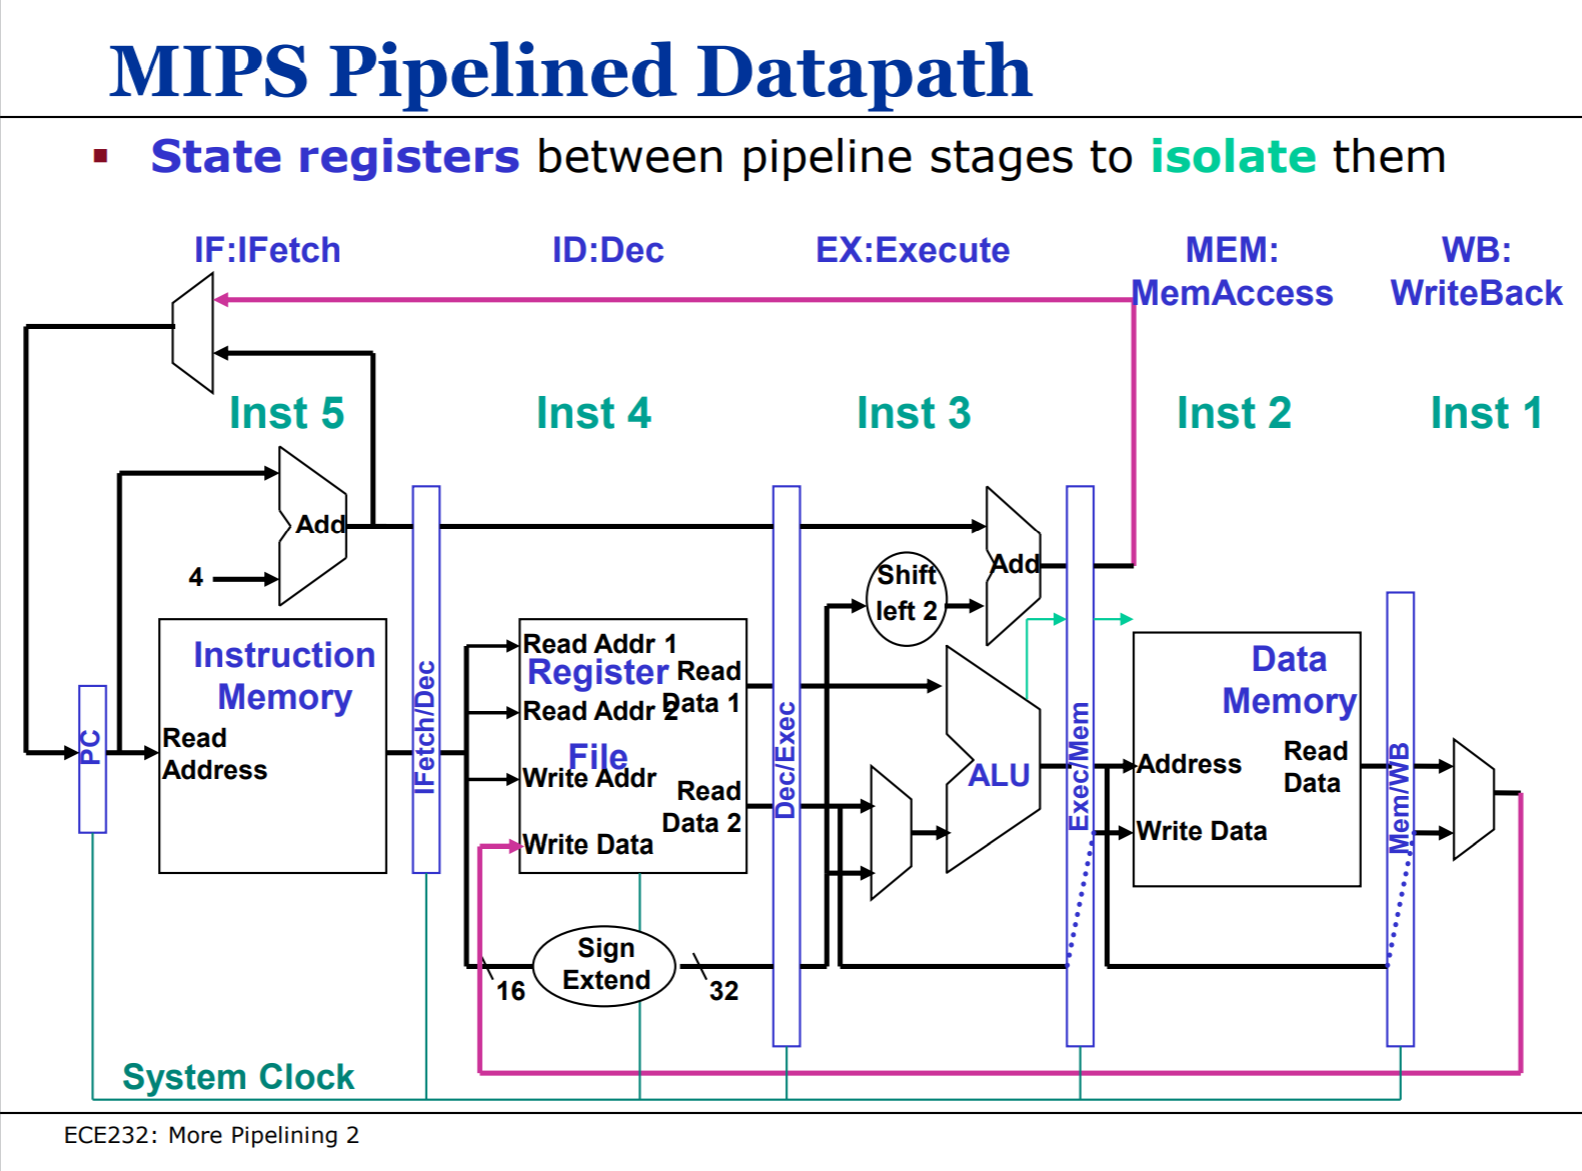 MIPS Pipelined Datapath
State registers between pipeline stages to isolate them
IF:IFetch
ID:Dec
EX:Execute
MEM:
MemAccess
WB:
WriteBack
Inst 5
Inst 4
Inst 3
Inst 2
Inst 1
Add
4
Add
Shift
left 2
Instruction
Memory
Read
Address
PC
IFetch/Dec
Read Addr 1
Register
Read
Data 1
Read Addr 2
File
Write Addr
Read
Data 2
Write Data
Dec/Exec
ALU
Exec/Mem
Data
Memory
Address
Read
Data
Write Data
Mem/WB
Sign
Extend
16
32
System Clock
ECE232: More Pipelining 2